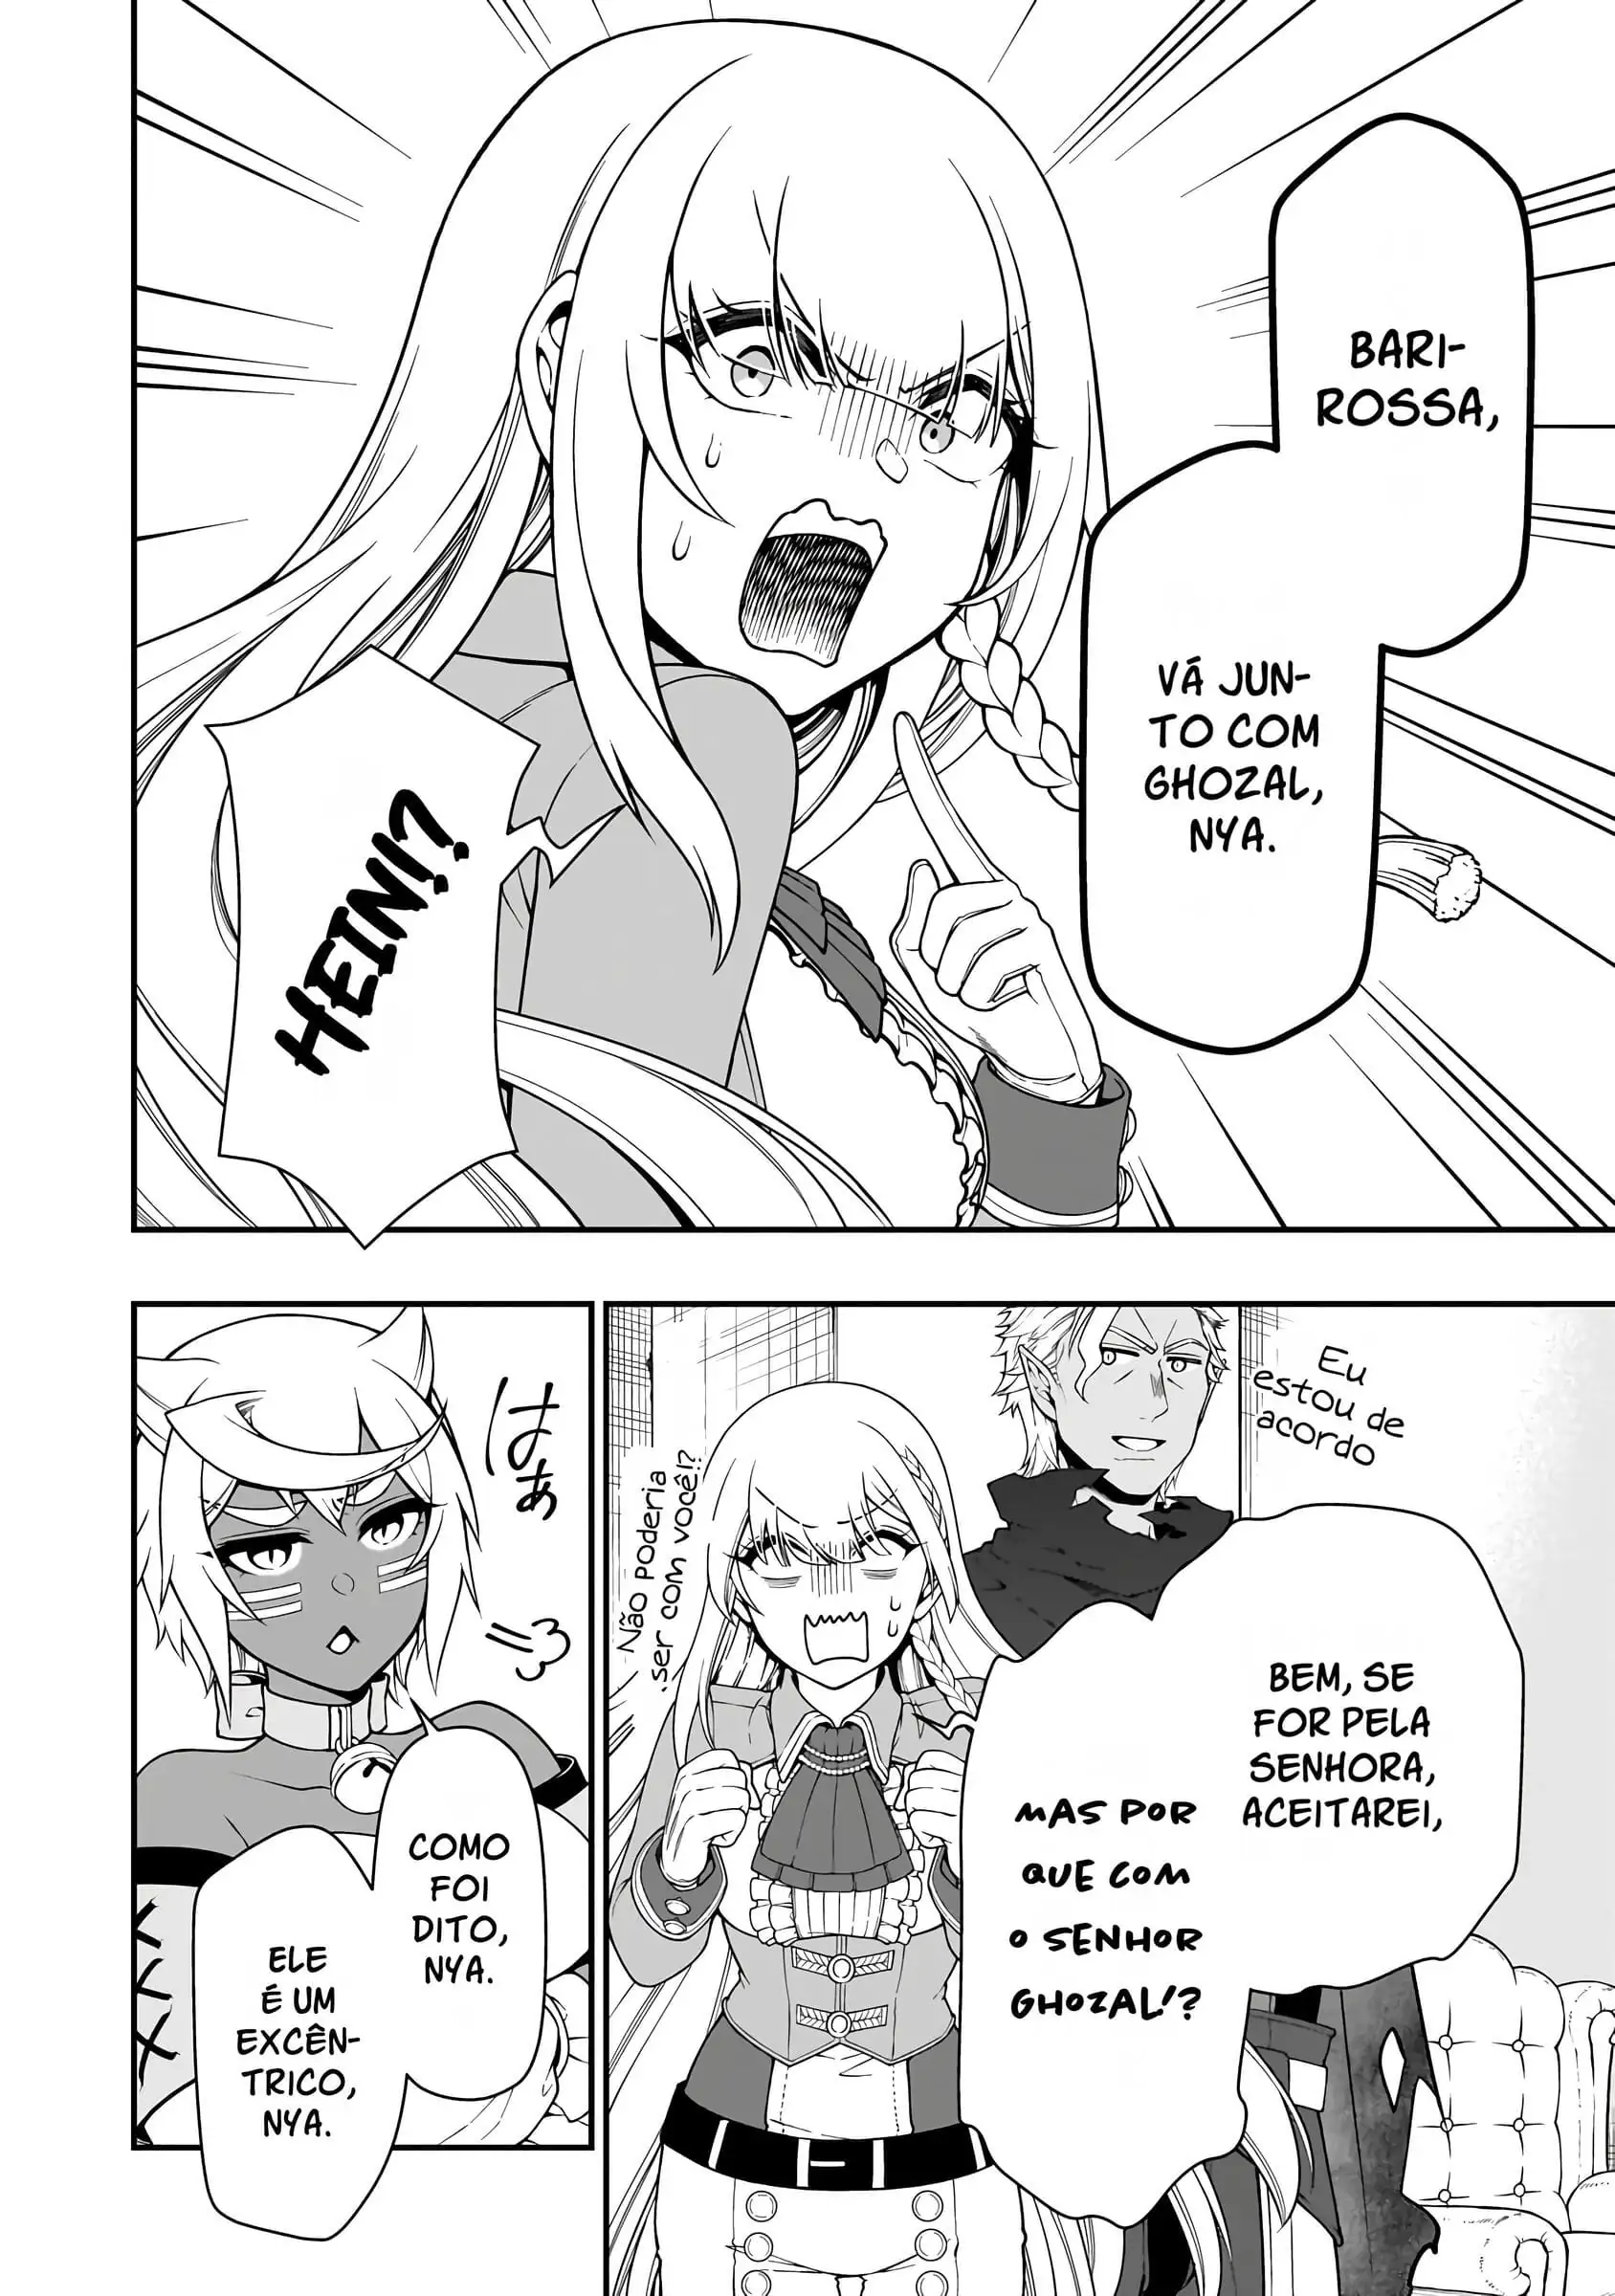 BARI-
ROSSA,
VÁ JUN-
TO COM
GHOZAL,
NYA.
HEIN!?
Eu
estou de
acordo
BEM, SE
FOR PELA
SENHORA,
ACEITAREI,
MAS POR
QUE COM
O SENHOR
GHOZAL!?
Não poderia
ser com você!?
はぁ
COMO
FOI
DITO,
NYA.
ELE
É UM
EXCÊN-
TRICO,
NYA.